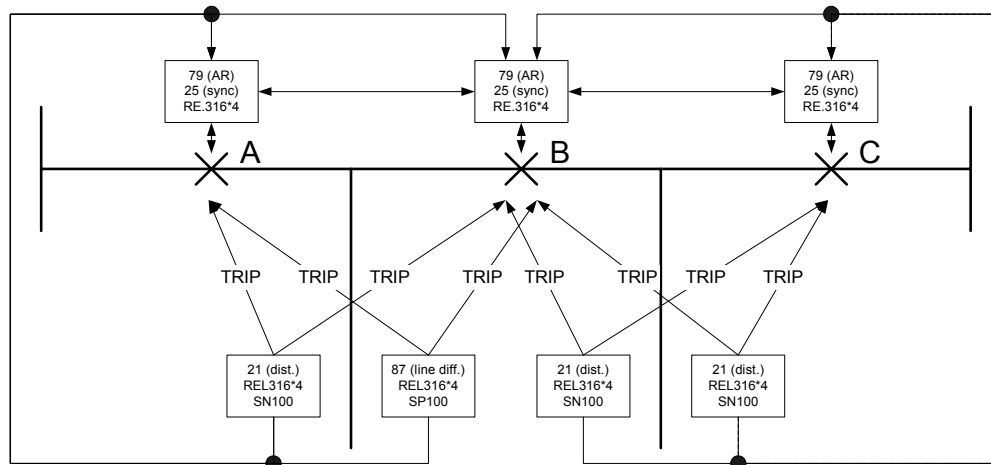 79 (AR)
25 (sync)
RE.316*4
79 (AR)
25 (sync)
RE.316*4
79 (AR)
25 (sync)
RE.316*4
A
B
C
TRIP
TRIP
TRIP
TRIP
TRIP
TRIP
TRIP
TRIP
21 (dist.)
REL316*4
SN100
87 (line diff.)
REL316*4
SP100
21 (dist.)
REL316*4
SN100
21 (dist.)
REL316*4
SN100